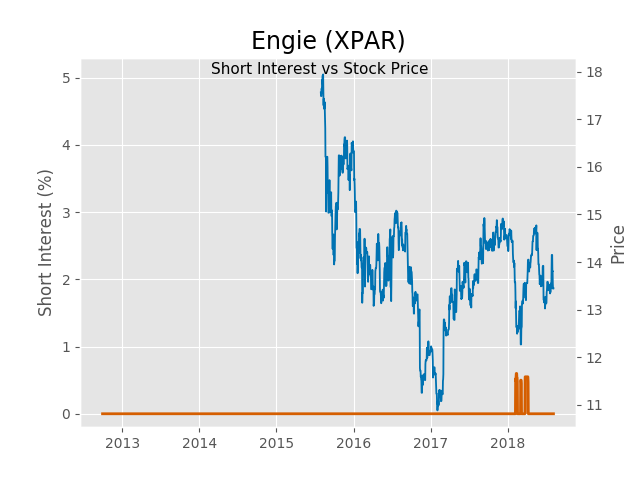 Engie (XPAR)
Short Interest vs Stock Price
Short Interest (%)
5
4
3
2
1
0
18
17
16
15
14
13
12
11
Price
2013 2014 2015 2016 2017 2018